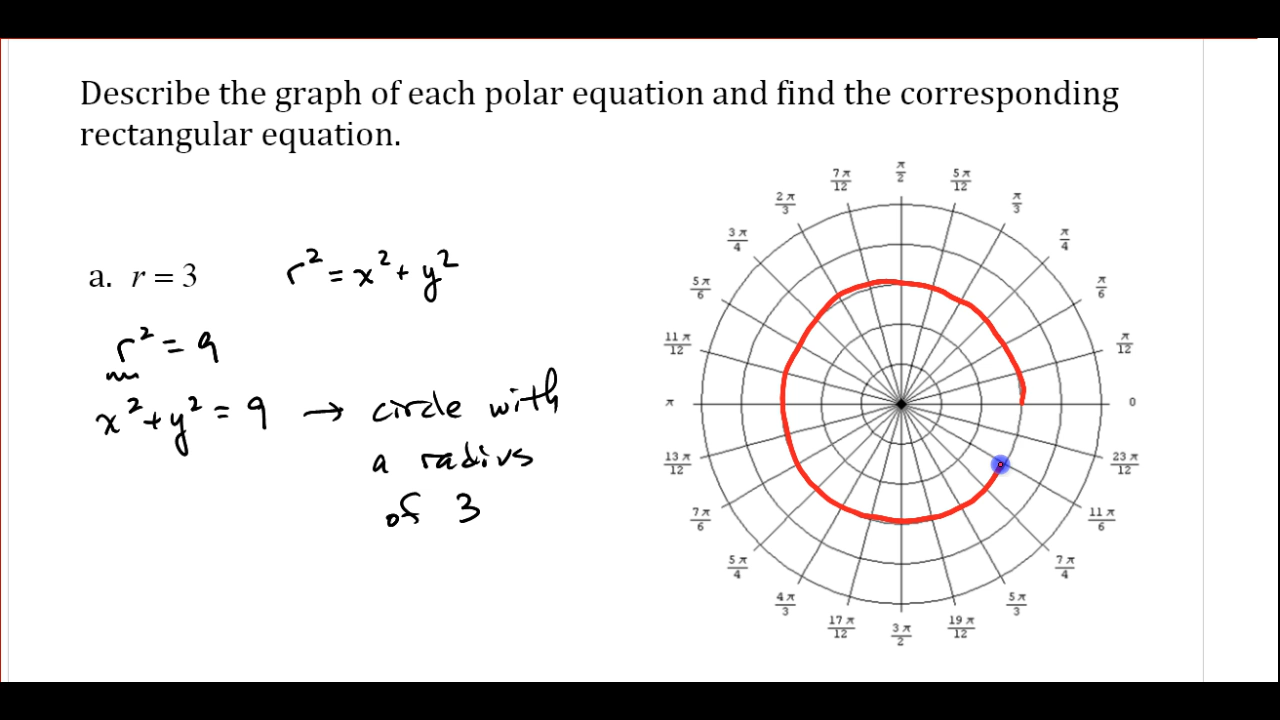 Describe the graph of each polar equation and find the corresponding
rectangular equation.
a. r = 3
r² = x² + y²
r² = 9
x² + y² = 9 → circle with
a radius
of 3
π/2
5π/12
π/3
π/4
π/6
π/12
0
23π/12
11π/6
7π/4
5π/3
19π/12
3π/2
17π/12
4π/3
5π/4
7π/6
13π/12
π
11π/12
5π/6
3π/4
2π/3
7π/12